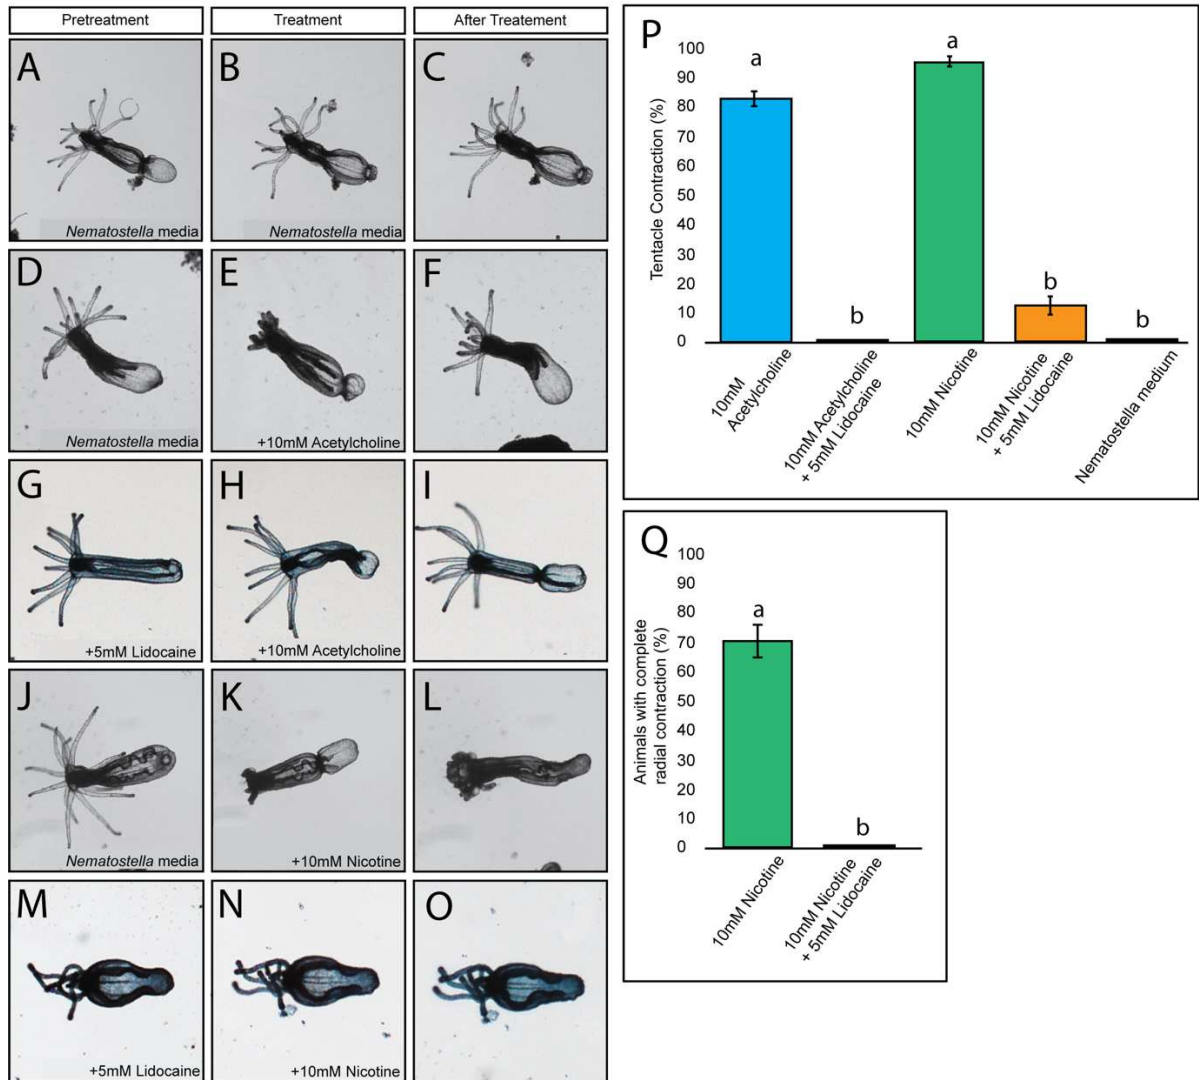 Pretreatment
Treatment
After Treatement
A
B
C
Nematostella media
Nematostella media
D
E
F
Nematostella media
+10mM Acetylcholine
G
H
I
+5mM Lidocaine
+10mM Acetylcholine
J
K
L
Nematostella media
+10mM Nicotine
M
N
O
+5mM Lidocaine
+10mM Nicotine
P
Tentacle Contraction (%)
100
90
80
70
60
50
40
30
20
10
0
a
b
a
b
b
10mM
Acetylcholine
10mM Acetylcholine
+ 5mM Lidocaine
10mM Nicotine
10mM Nicotine
+ 5mM Lidocaine
Nematostella medium
Q
Animals with complete
radial contraction (%)
100
90
80
70
60
50
40
30
20
10
0
a
b
10mM Nicotine
10mM Nicotine
+ 5mM Lidocaine